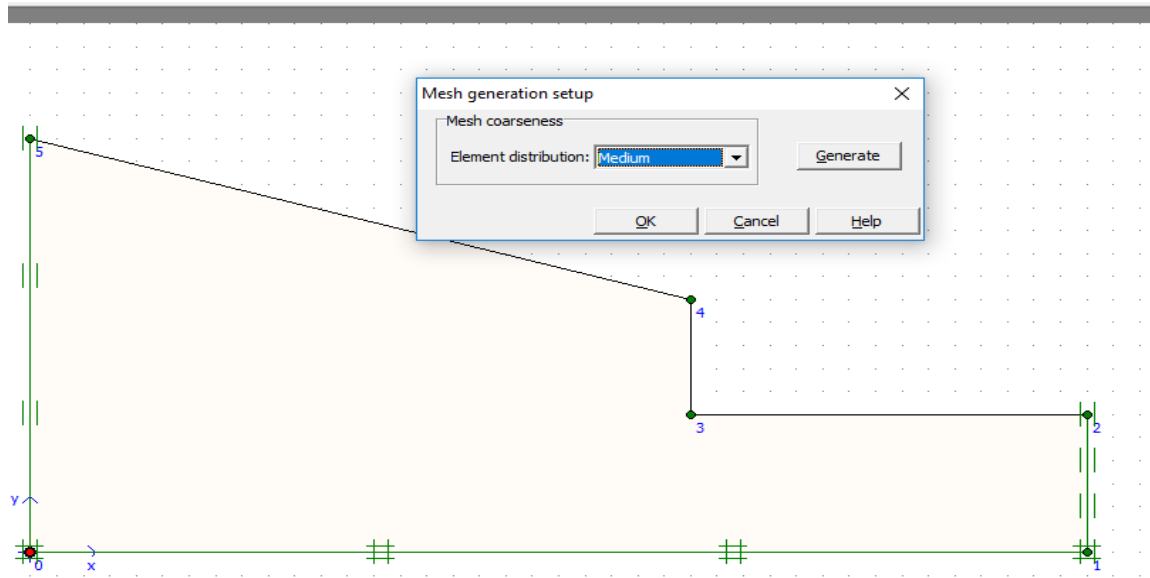 Mesh generation setup
Mesh coarseness
Element distribution: Medium
Generate
OK Cancel Help
5
4
3
2
y
0
x
1